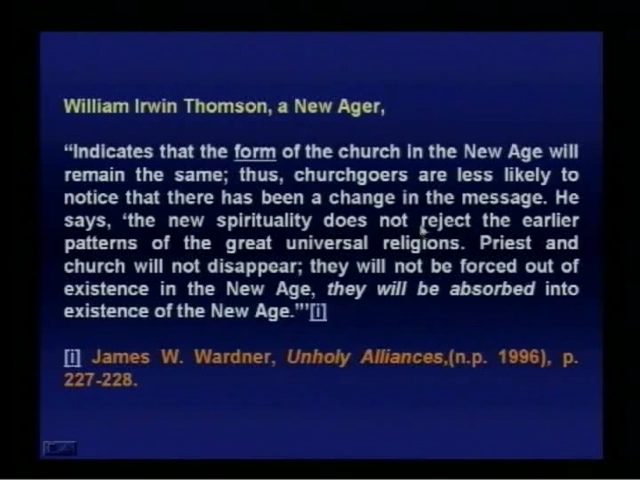 William Irwin Thomson, a New Ager,
“Indicates that the form of the church in the New Age will
remain the same; thus, churchgoers are less likely to
notice that there has been a change in the message. He
says, ‘the new spirituality does not reject the earlier
patterns of the great universal religions. Priest and
church will not disappear; they will not be forced out of
existence in the New Age, they will be absorbed into
existence of the New Age.’”[i]
[i] James W. Wardner, Unholy Alliances,(n.p. 1996), p.
227-228.